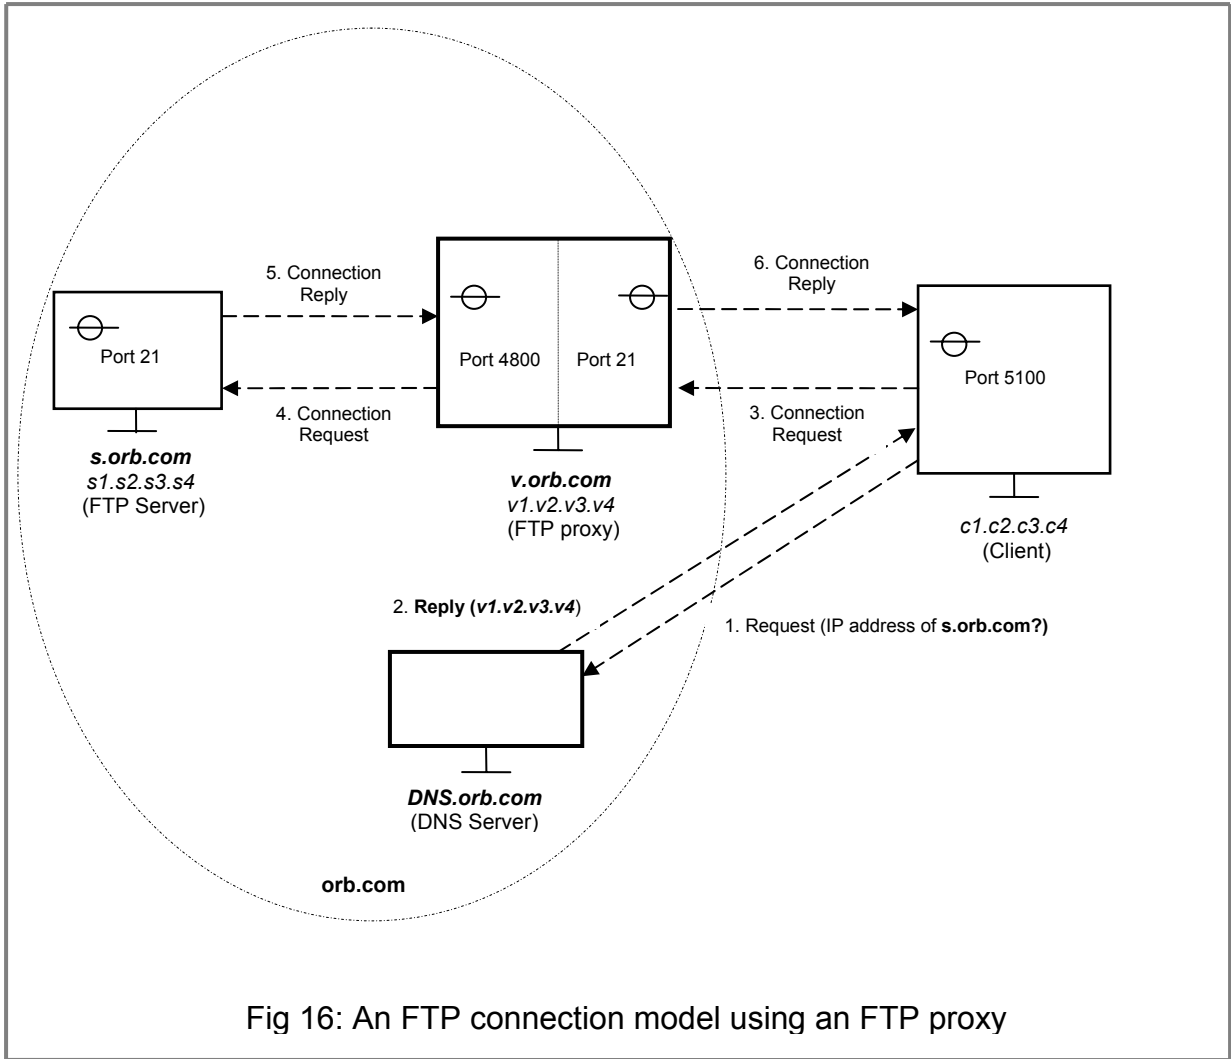 5. Connection
Reply
6. Connection
Reply
Port 21
Port 4800
Port 21
Port 5100
4. Connection
Request
3. Connection
Request
s.orb.com
s1.s2.s3.s4
(FTP Server)
v.orb.com
v1.v2.v3.v4
(FTP proxy)
c1.c2.c3.c4
(Client)
2. Reply (v1.v2.v3.v4)
1. Request (IP address of s.orb.com?)
DNS.orb.com
(DNS Server)
orb.com
Fig 16: An FTP connection model using an FTP proxy